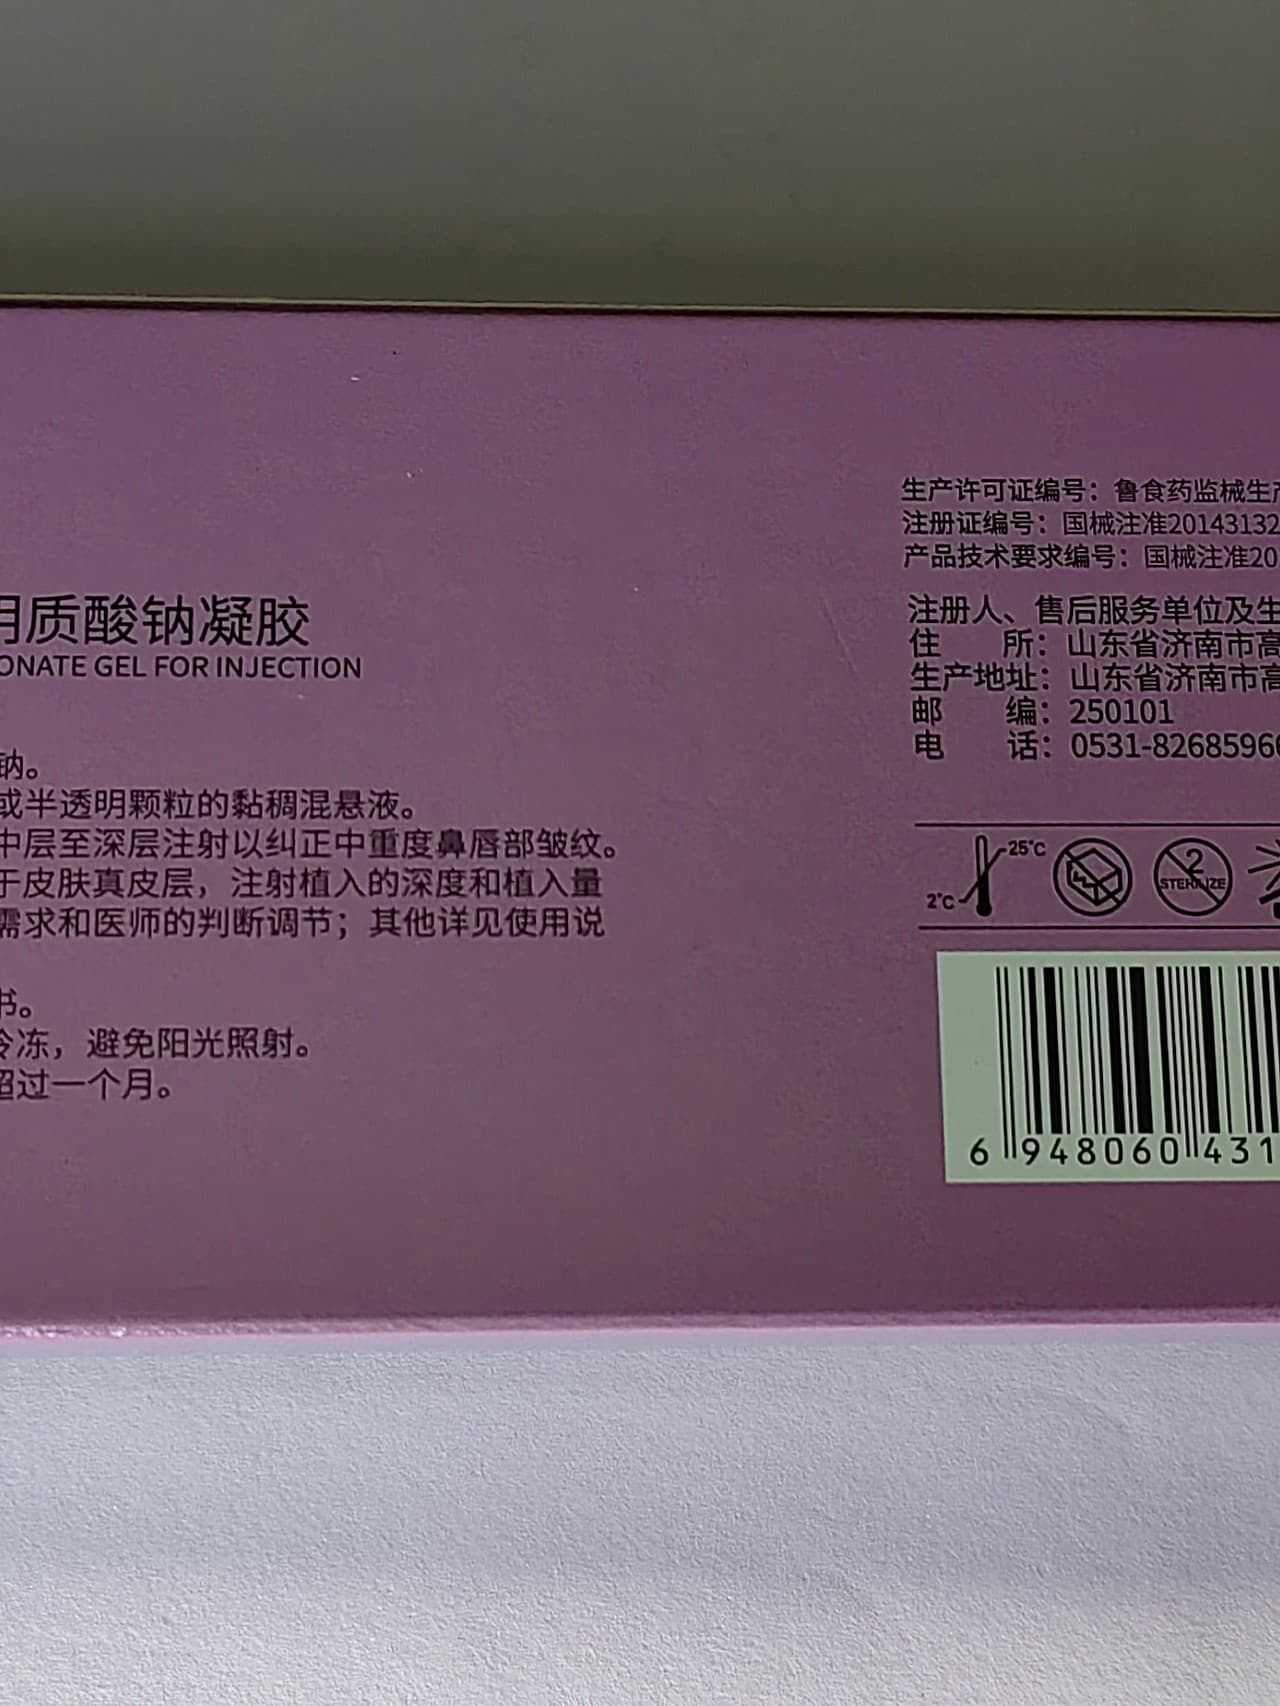 明质酸钠凝胶
ONATE GEL FOR INJECTION
钠。
或半透明颗粒的黏稠混悬液。
中层至深层注射以纠正中重度鼻唇部皱纹。
于皮肤真皮层，注射植入的深度和植入量
需求和医师的判断调节；其他详见使用说
书。
冷冻，避免阳光照射。
超过一个月。
生产许可证编号：鲁食药监械生产
注册证编号：国械注准20143132
产品技术要求编号：国械注准20
注册人、售后服务单位及生
住 所：山东省济南市高
生产地址：山东省济南市高
邮 编：250101
电 话：0531-8268596
25℃
2℃
2
STERILIZE
6 948060 431